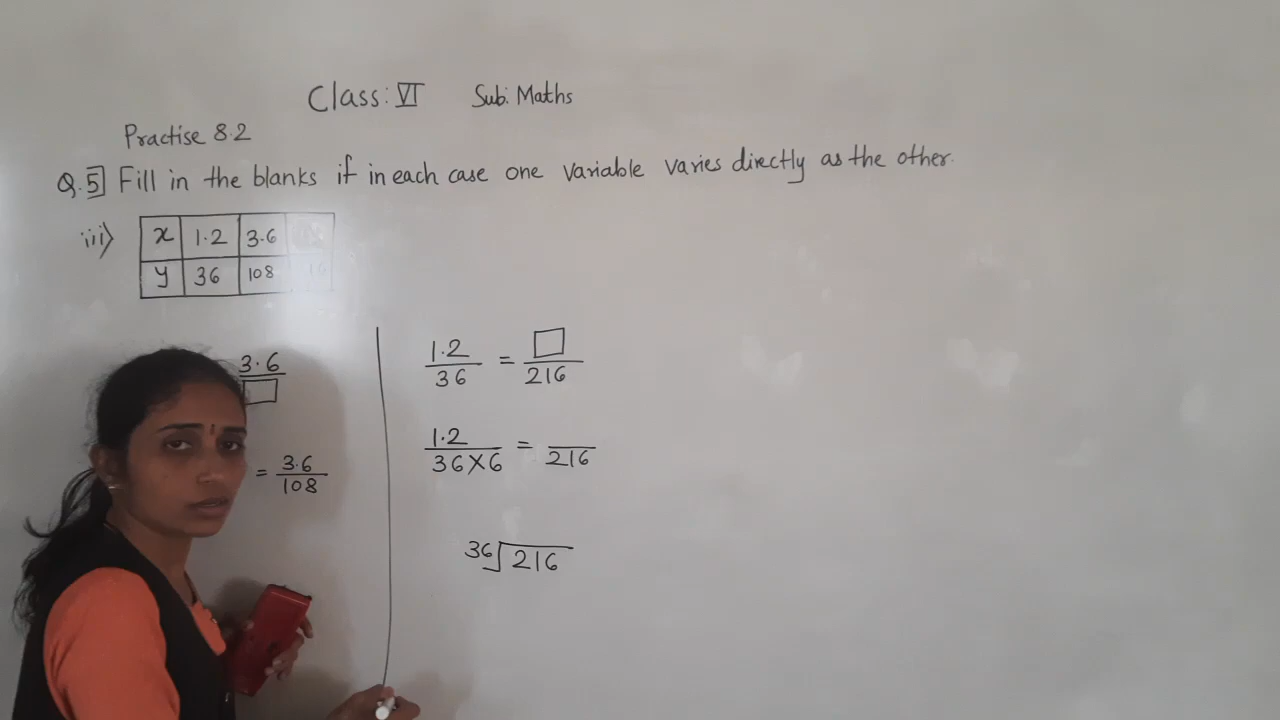 Class: VI Sub: Maths
Practise 8.2
Q.5] Fill in the blanks if in each case one variable varies directly as the other.
iii) x 1.2 3.6
y 36 108
3.6
= 3.6/108
1.2/36 = □/216
1.2/36×6 = /216
36 216